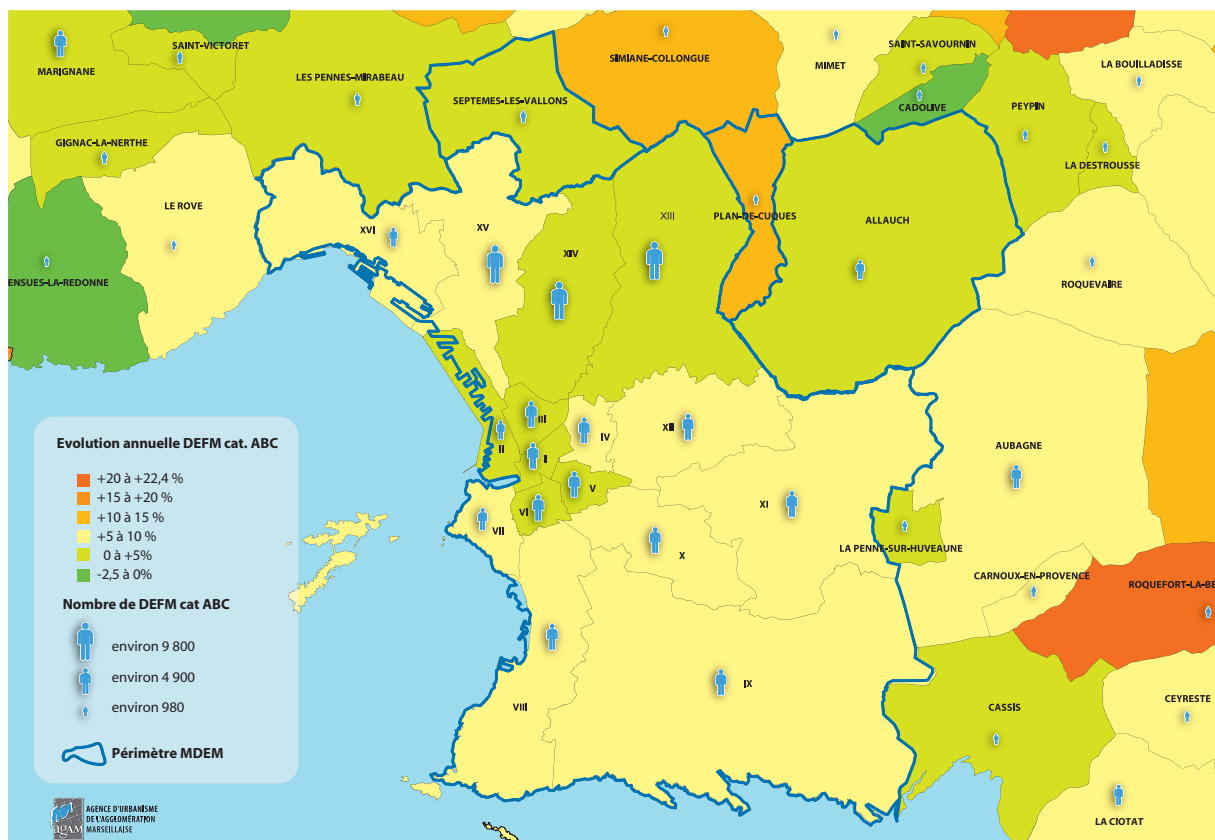 SAINT-VICTORET
MARIGNANE
LES PENNES-MIRABEAU
SEPTEMES-LES-VALLONS
SIMIANE-COLLONGUE
MIMET
SAINT-SAVOURNIN
CADOLIVE
LA BOUILLADISSE
PEYPIN
LA DESTROUSSE
GIGNAC-LA-NERTHE
LE ROVE
ENSUES-LA-REDONNE
XVI
XV
XIV
XIII
PLAN-DE-CUQUES
ALLAUCH
ROQUEVAIRE
III
II
I
IV
XII
V
VI
VII
XI
X
AUBAGNE
LA PENNE-SUR-HUVEAUNE
CARNOUX-EN-PROVENCE
ROQUEFORT-LA-BE
VIII
IX
CASSIS
CEYRESTE
LA CIOTAT
Evolution annuelle DEFM cat. ABC
+20 à +22,4 %
+15 à +20 %
+10 à 15 %
+5 à 10 %
0 à +5%
-2,5 à 0%
Nombre de DEFM cat ABC
environ 9 800
environ 4 900
environ 980
Périmètre MDEM
agAM
AGENCE D'URBANISME
DE L'AGGLOMÉRATION
MARSEILLAISE